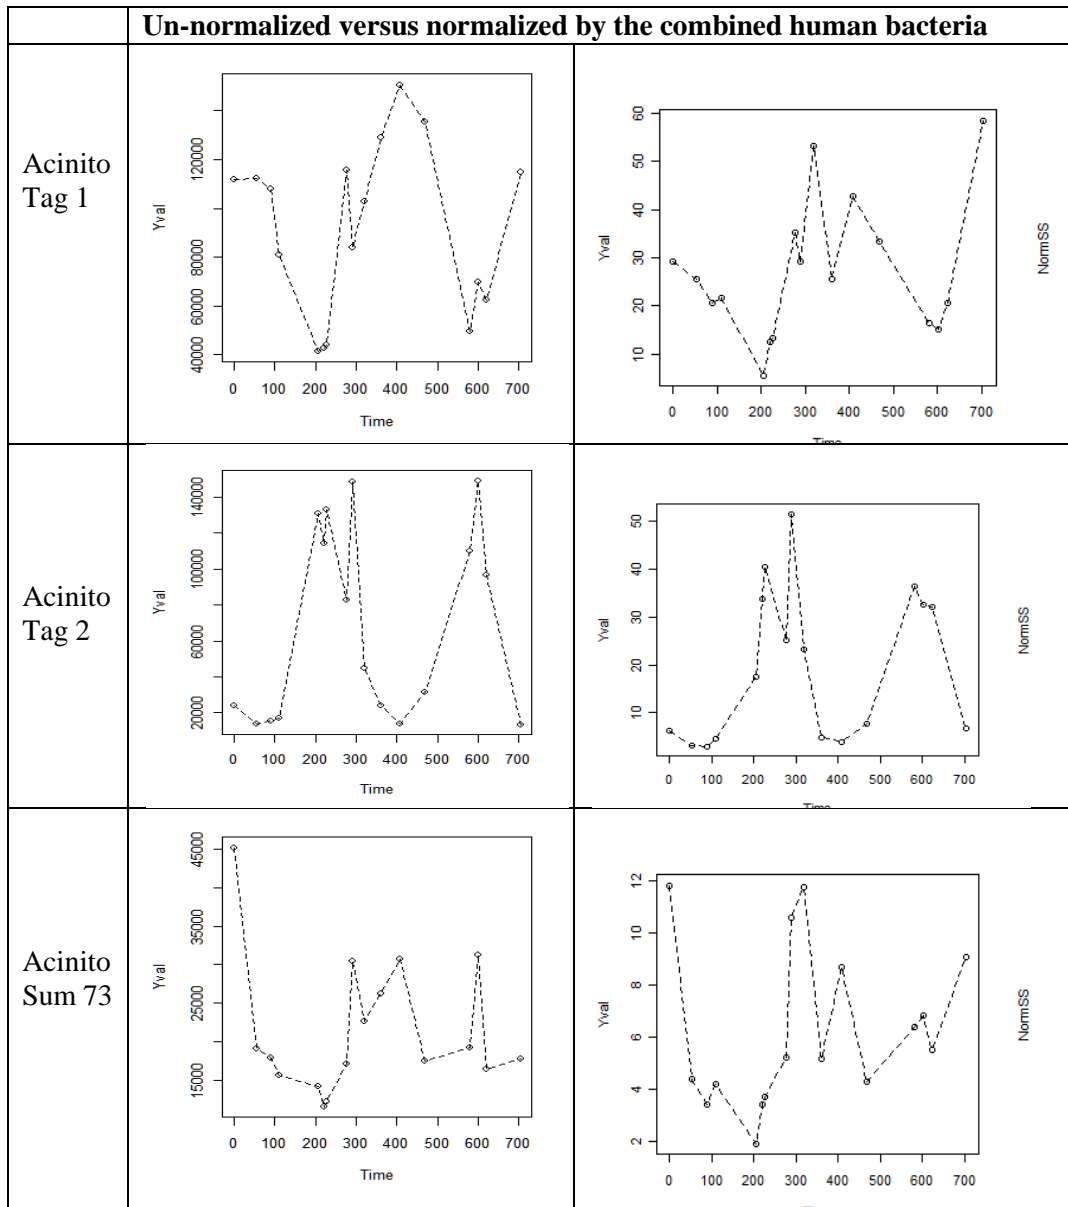 Un-normalized versus normalized by the combined human bacteria
Acinito
Tag 1
Yval
40000 60000 80000 120000
0 100 200 300 400 500 600 700
Time
Yval
10 20 30 40 50 60
0 100 200 300 400 500 600 700
Time
NormSS
Acinito
Tag 2
Yval
20000 60000 100000 140000
0 100 200 300 400 500 600 700
Time
Yval
10 20 30 40 50
0 100 200 300 400 500 600 700
Time
NormSS
Acinito
Sum 73
Yval
15000 25000 35000 45000
0 100 200 300 400 500 600 700
Time
Yval
2 4 6 8 10 12
0 100 200 300 400 500 600 700
NormSS